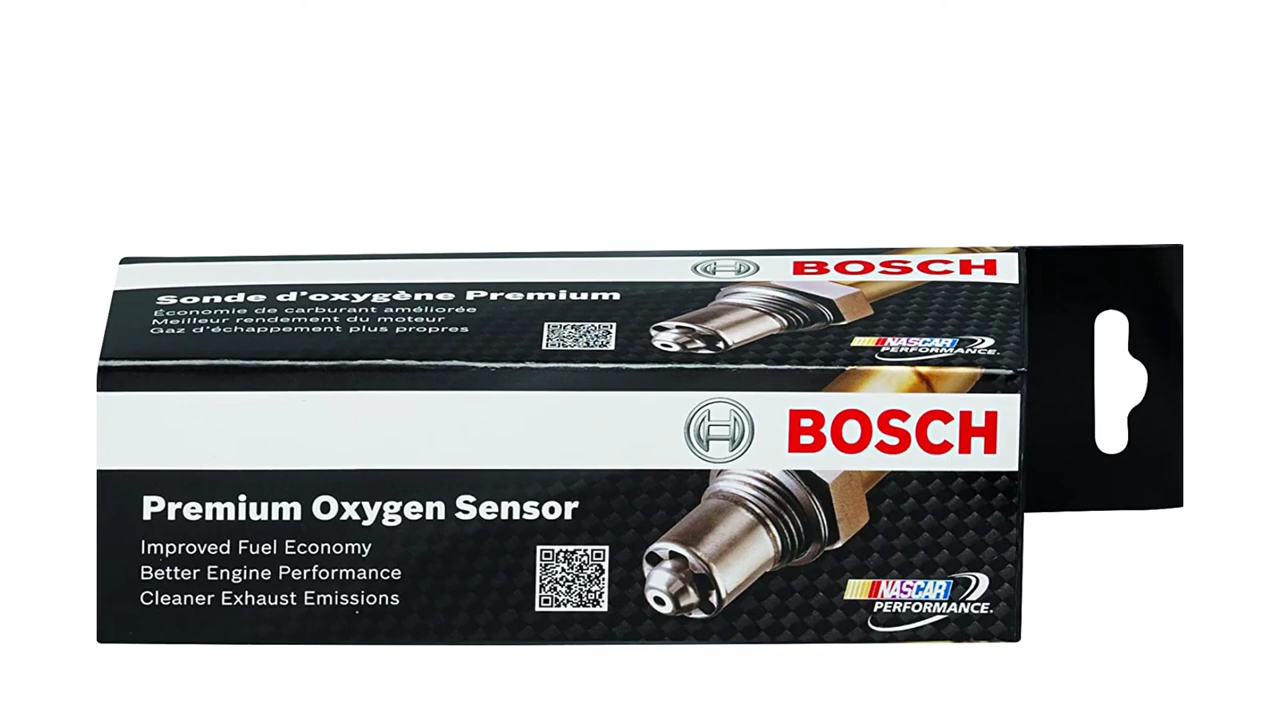 BOSCH
Sonde d'oxygène Premium
Économie de carburant améliorée
Meilleur rendement du moteur
Gaz d'échappement plus propres
NASCAR
PERFORMANCE.
BOSCH
Premium Oxygen Sensor
Improved Fuel Economy
Better Engine Performance
Cleaner Exhaust Emissions
NASCAR
PERFORMANCE.